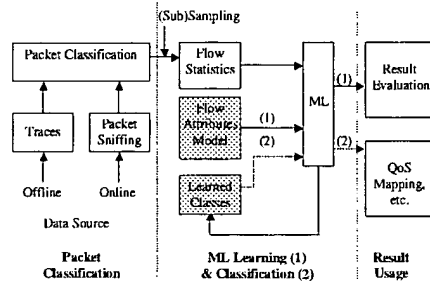 (Sub)Sampling
Packet Classification
Flow
Statistics
ML
(1)
Result
Evaluation
Flow
Attributes
Model
(1)
(2)
Traces
Packet
Sniffing
(2)
QoS
Mapping,
etc.
Learned
Classes
Offline
Online
Data Source
Packet
Classification
ML Learning (1)
& Classification (2)
Result
Usage